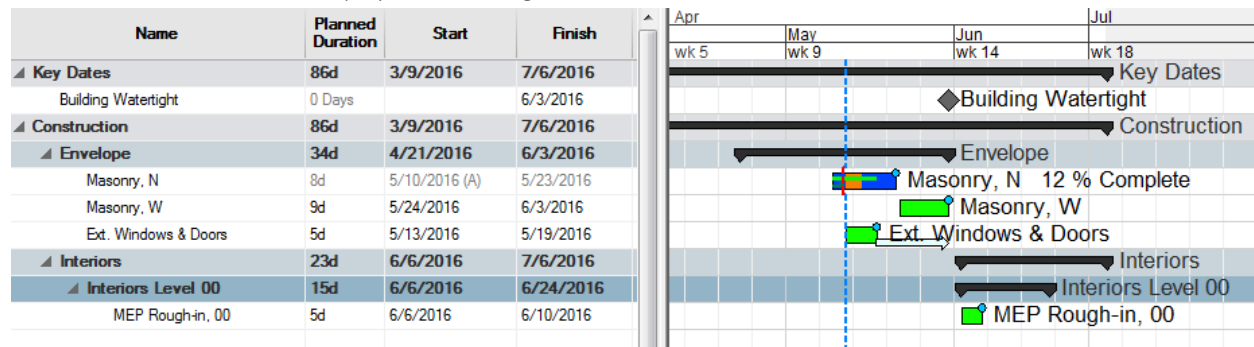 Name Planned Duration Start Finish
Apr Jul
May Jun
wk 5 wk 9 wk 14 wk 18
Key Dates 86d 3/9/2016 7/6/2016 Key Dates
Building Watertight 0 Days 6/3/2016 Building Watertight
Construction 86d 3/9/2016 7/6/2016 Construction
Envelope 34d 4/21/2016 6/3/2016 Envelope
Masonry, N 8d 5/10/2016 (A) 5/23/2016 Masonry, N 12 % Complete
Masonry, W 9d 5/24/2016 6/3/2016 Masonry, W
Ext. Windows & Doors 5d 5/13/2016 5/19/2016 Ext. Windows & Doors
Interiors 23d 6/6/2016 7/6/2016 Interiors
Interiors Level 00 15d 6/6/2016 6/24/2016 Interiors Level 00
MEP Rough-in, 00 5d 6/6/2016 6/10/2016 MEP Rough-in, 00